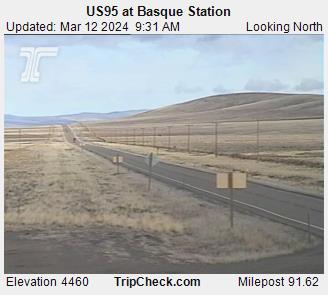 US95 at Basque Station
Updated: Mar 12 2024 9:31 AM Looking North
Elevation 4460 TripCheck.com Milepost 91.62